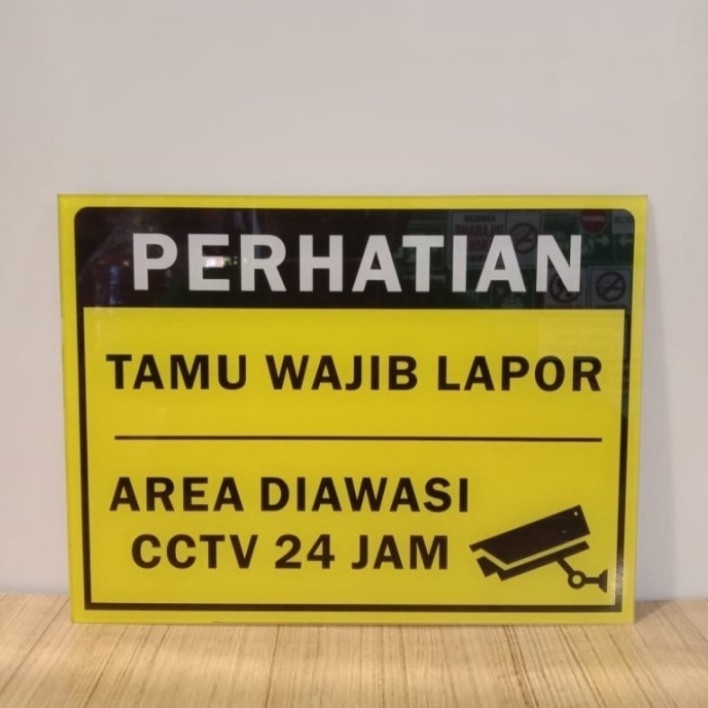 PERHATIAN
TAMU WAJIB LAPOR
AREA DIAWASI
CCTV 24 JAM